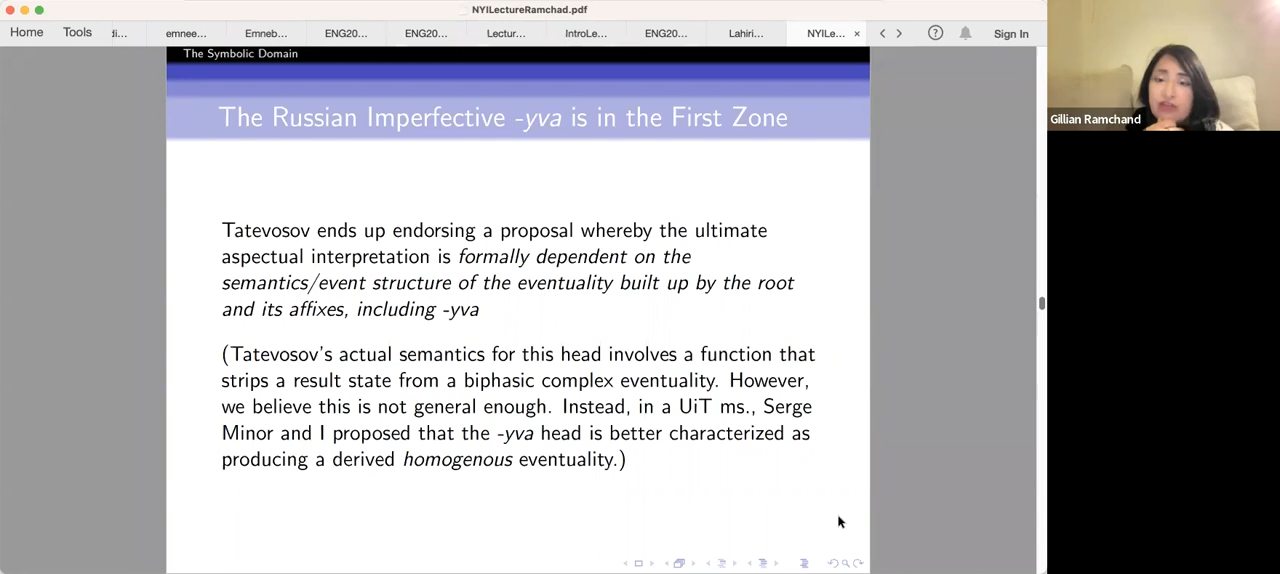 NYILectureRamchad.pdf
Home Tools di... emnee... Emneb... ENG20... ENG20... Lectur... IntroLe... ENG20... Lahiri... NYILe... × Sign In
The Symbolic Domain
The Russian Imperfective -yva is in the First Zone
Gillian Ramchand
Tatevosov ends up endorsing a proposal whereby the ultimate
aspectual interpretation is formally dependent on the
semantics/event structure of the eventuality built up by the root
and its affixes, including -yva
(Tatevosov's actual semantics for this head involves a function that
strips a result state from a biphasic complex eventuality. However,
we believe this is not general enough. Instead, in a UiT ms., Serge
Minor and I proposed that the -yva head is better characterized as
producing a derived homogenous eventuality.)